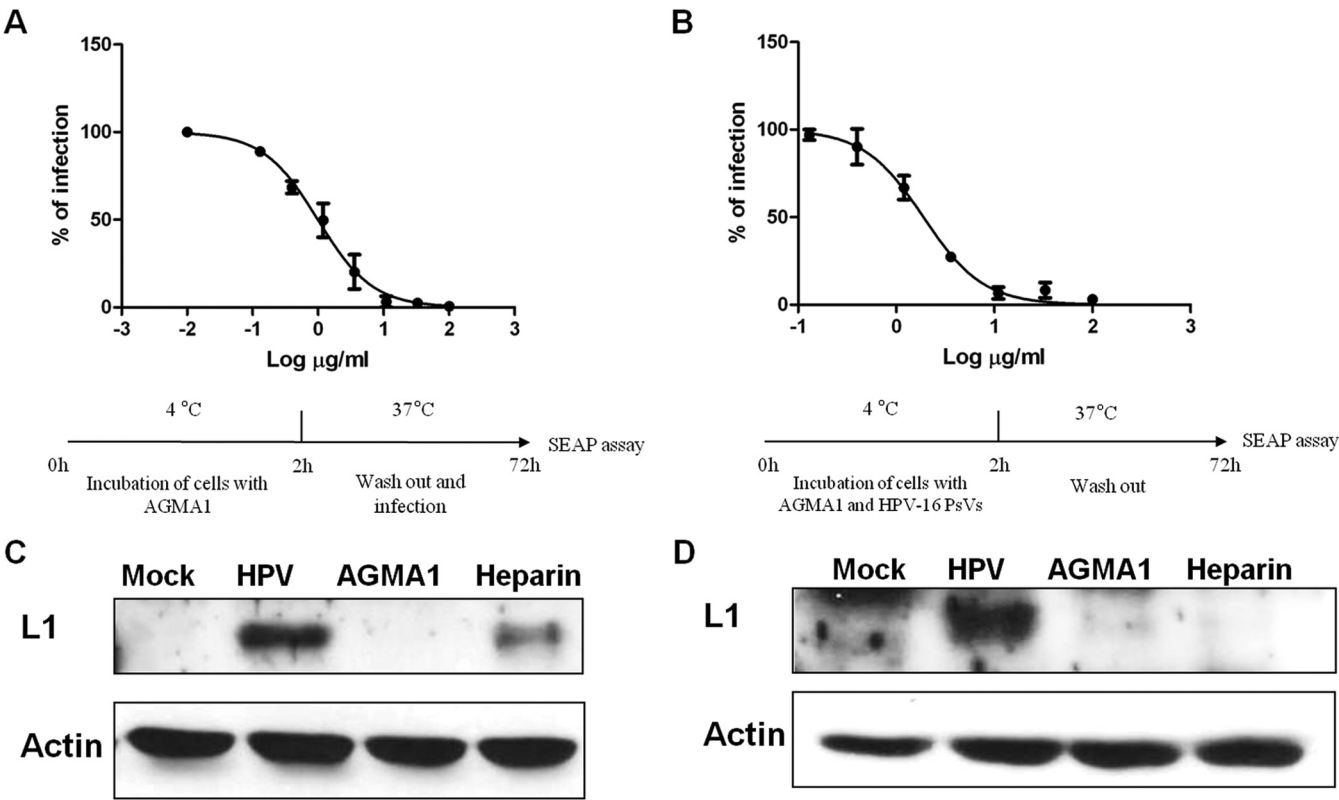 A
150
100
50
0
% of infection
-3 -2 -1 0 1 2 3
Log µg/ml
4 °C 37°C
0h 2h 72h SEAP assay
Incubation of cells with
AGMA1
Wash out and
infection
B
150
100
50
0
% of infection
-1 0 1 2 3
Log µg/ml
4 °C 37°C
0h 2h 72h SEAP assay
Incubation of cells with
AGMA1 and HPV-16 PsVs
Wash out
C
Mock HPV AGMA1 Heparin
L1
Actin
D
Mock HPV AGMA1 Heparin
L1
Actin